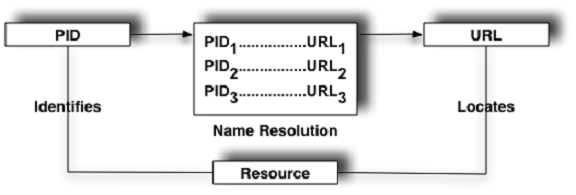 PID
URL
PID1................URL1
PID2................URL2
PID3................URL3
Identifies
Locates
Name Resolution
Resource